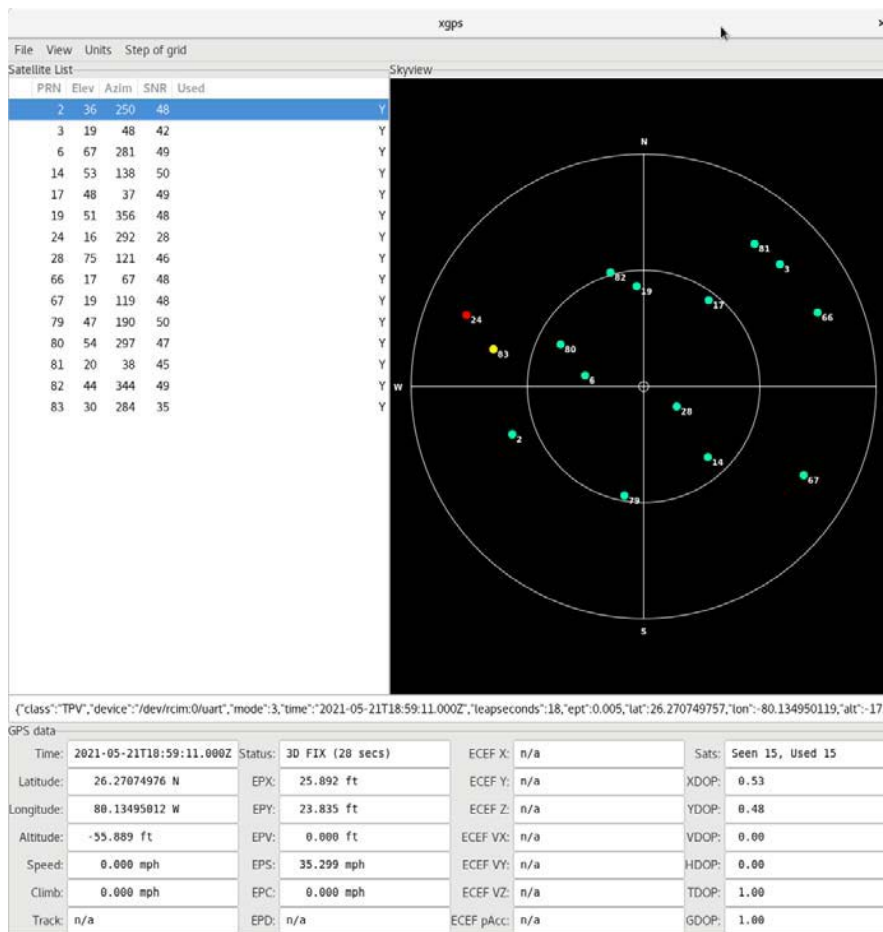 xgps
File View Units Step of grid
Satellite List
PRN Elev Azim SNR Used
2 36 250 48 Y
3 19 48 42 Y
6 67 281 49 Y
14 53 138 50 Y
17 48 37 49 Y
19 51 356 48 Y
24 16 292 28 Y
28 75 121 46 Y
66 17 67 48 Y
67 19 119 48 Y
79 47 190 50 Y
80 54 297 47 Y
81 20 38 45 Y
82 44 344 49 Y
83 30 284 35 Y
Skyview
N
81
3
82
19
17
66
24
83
80
6
W
28
2
14
67
79
S
{"class":"TPV","device":"/dev/rcim:0/uart","mode":3,"time":"2021-05-21T18:59:11.000Z","leapseconds":18,"ept":0.005,"lat":26.270749757,"lon":-80.134950119,"alt":-17
GPS data
Time: 2021-05-21T18:59:11.000Z Status: 3D FIX (28 secs) ECEF X: n/a Sats: Seen 15, Used 15
Latitude: 26.27074976 N EPX: 25.892 ft ECEF Y: n/a XDOP: 0.53
Longitude: 80.13495012 W EPY: 23.835 ft ECEF Z: n/a YDOP: 0.48
Altitude: -55.889 ft EPV: 0.000 ft ECEF VX: n/a VDOP: 0.00
Speed: 0.000 mph EPS: 35.299 mph ECEF VY: n/a HDOP: 0.00
Climb: 0.000 mph EPC: 0.000 mph ECEF VZ: n/a TDOP: 1.00
Track: n/a EPD: n/a ECEF pAcc: n/a GDOP: 1.00